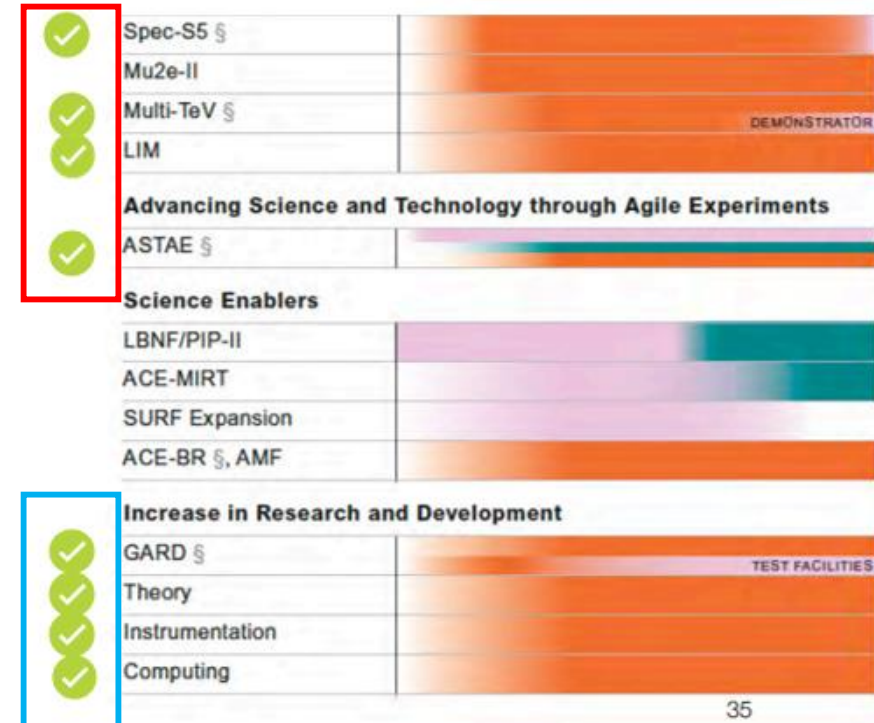 Spec-S5 §
Mu2e-II
Multi-TeV §
DEMONSTRATOR
LIM
Advancing Science and Technology through Agile Experiments
ASTAE §
Science Enablers
LBNF/PIP-II
ACE-MIRT
SURF Expansion
ACE-BR §, AMF
Increase in Research and Development
GARD §
TEST FACILITIES
Theory
Instrumentation
Computing
35